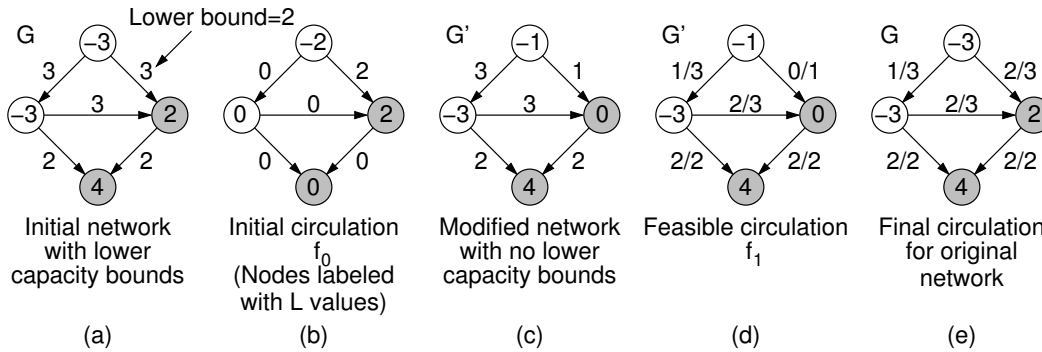 Lower bound=2
G
−3
3
3
−3
3
2
2
2
4
Initial network
with lower
capacity bounds
(a)
−2
0
2
0
0
2
0
0
0
Initial circulation
f0
(Nodes labeled
with L values)
(b)
G'
−1
3
1
−3
3
0
2
2
4
Modified network
with no lower
capacity bounds
(c)
G'
−1
1/3
0/1
−3
2/3
0
2/2
2/2
4
Feasible circulation
f1
(d)
G
−3
1/3
2/3
−3
2/3
2
2/2
2/2
4
Final circulation
for original
network
(e)